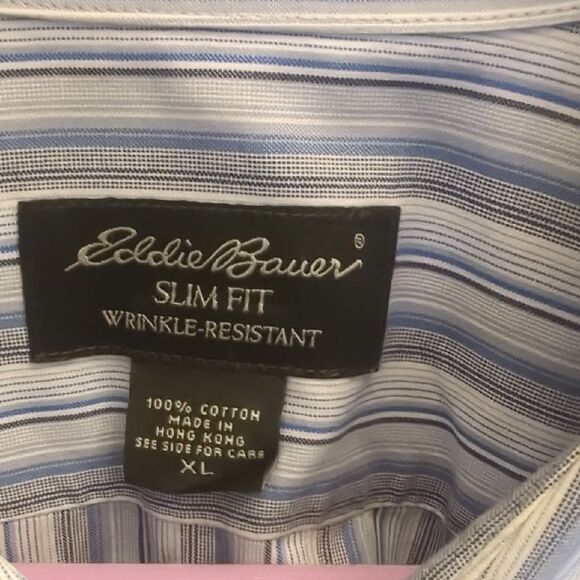 Eddie Bauer®
SLIM FIT
WRINKLE-RESISTANT
100% COTTON
MADE IN
HONG KONG
SEE SIDE FOR CARE
XL